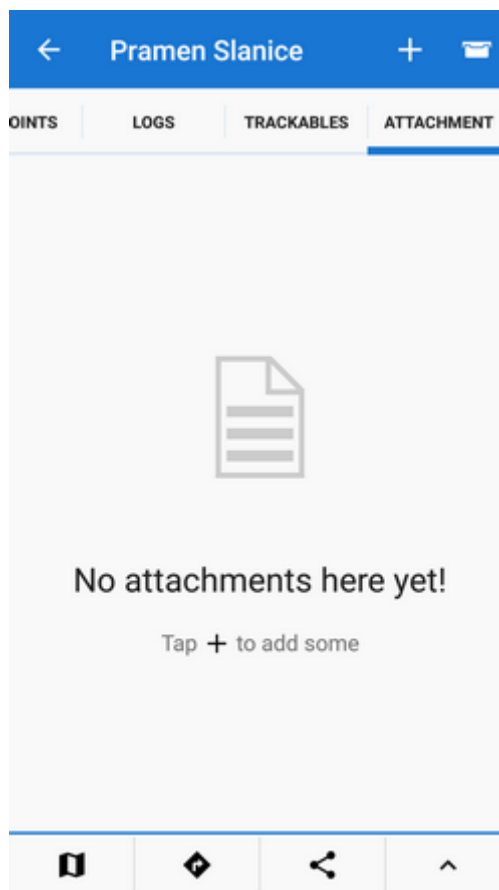 Pramen Slanice
OINTS LOGS TRACKABLES ATTACHMENT
No attachments here yet!
Tap + to add some